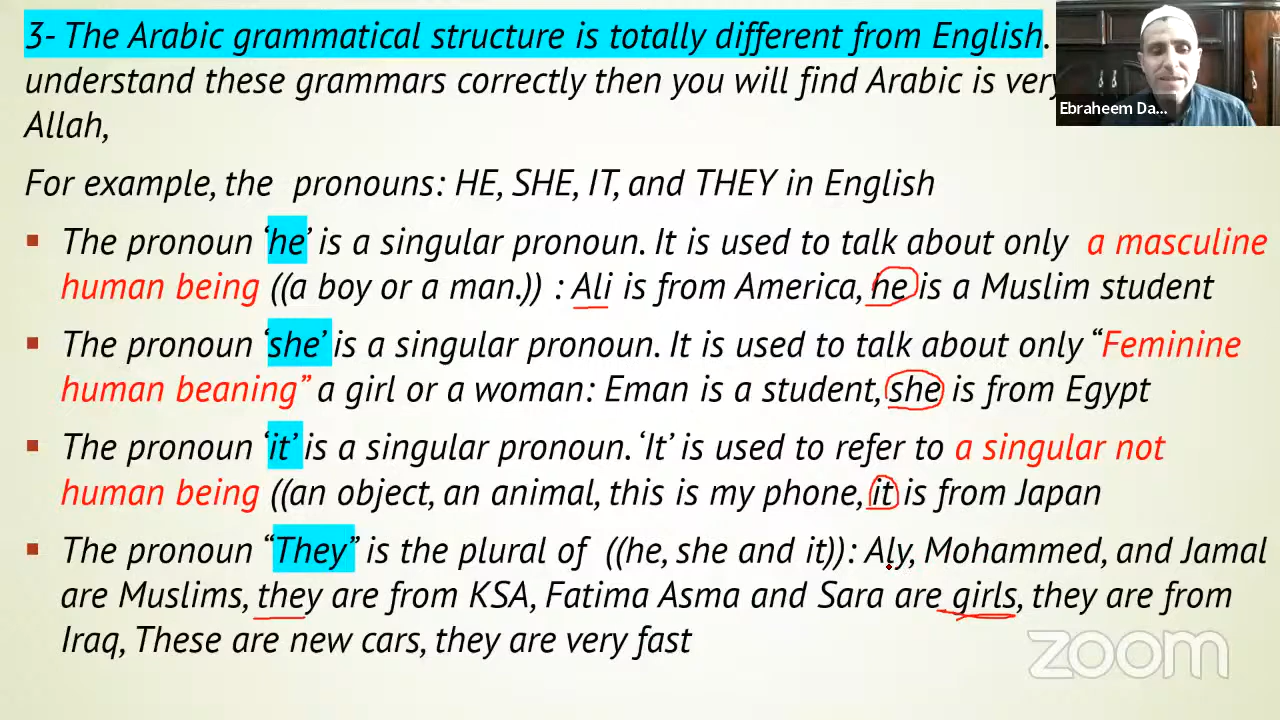 3- The Arabic grammatical structure is totally different from English.
understand these grammars correctly then you will find Arabic is very
Allah,
Ebraheem Da...
For example, the pronouns: HE, SHE, IT, and THEY in English
▪ The pronoun ‘he’ is a singular pronoun. It is used to talk about only a masculine
human being ((a boy or a man.)) : Ali is from America, he is a Muslim student
▪ The pronoun ‘she’ is a singular pronoun. It is used to talk about only “Feminine
human beaning” a girl or a woman: Eman is a student, she is from Egypt
▪ The pronoun ‘it’ is a singular pronoun. ‘It’ is used to refer to a singular not
human being ((an object, an animal, this is my phone, it is from Japan
▪ The pronoun “They” is the plural of ((he, she and it)): Aly, Mohammed, and Jamal
are Muslims, they are from KSA, Fatima Asma and Sara are girls, they are from
Iraq, These are new cars, they are very fast
zoom